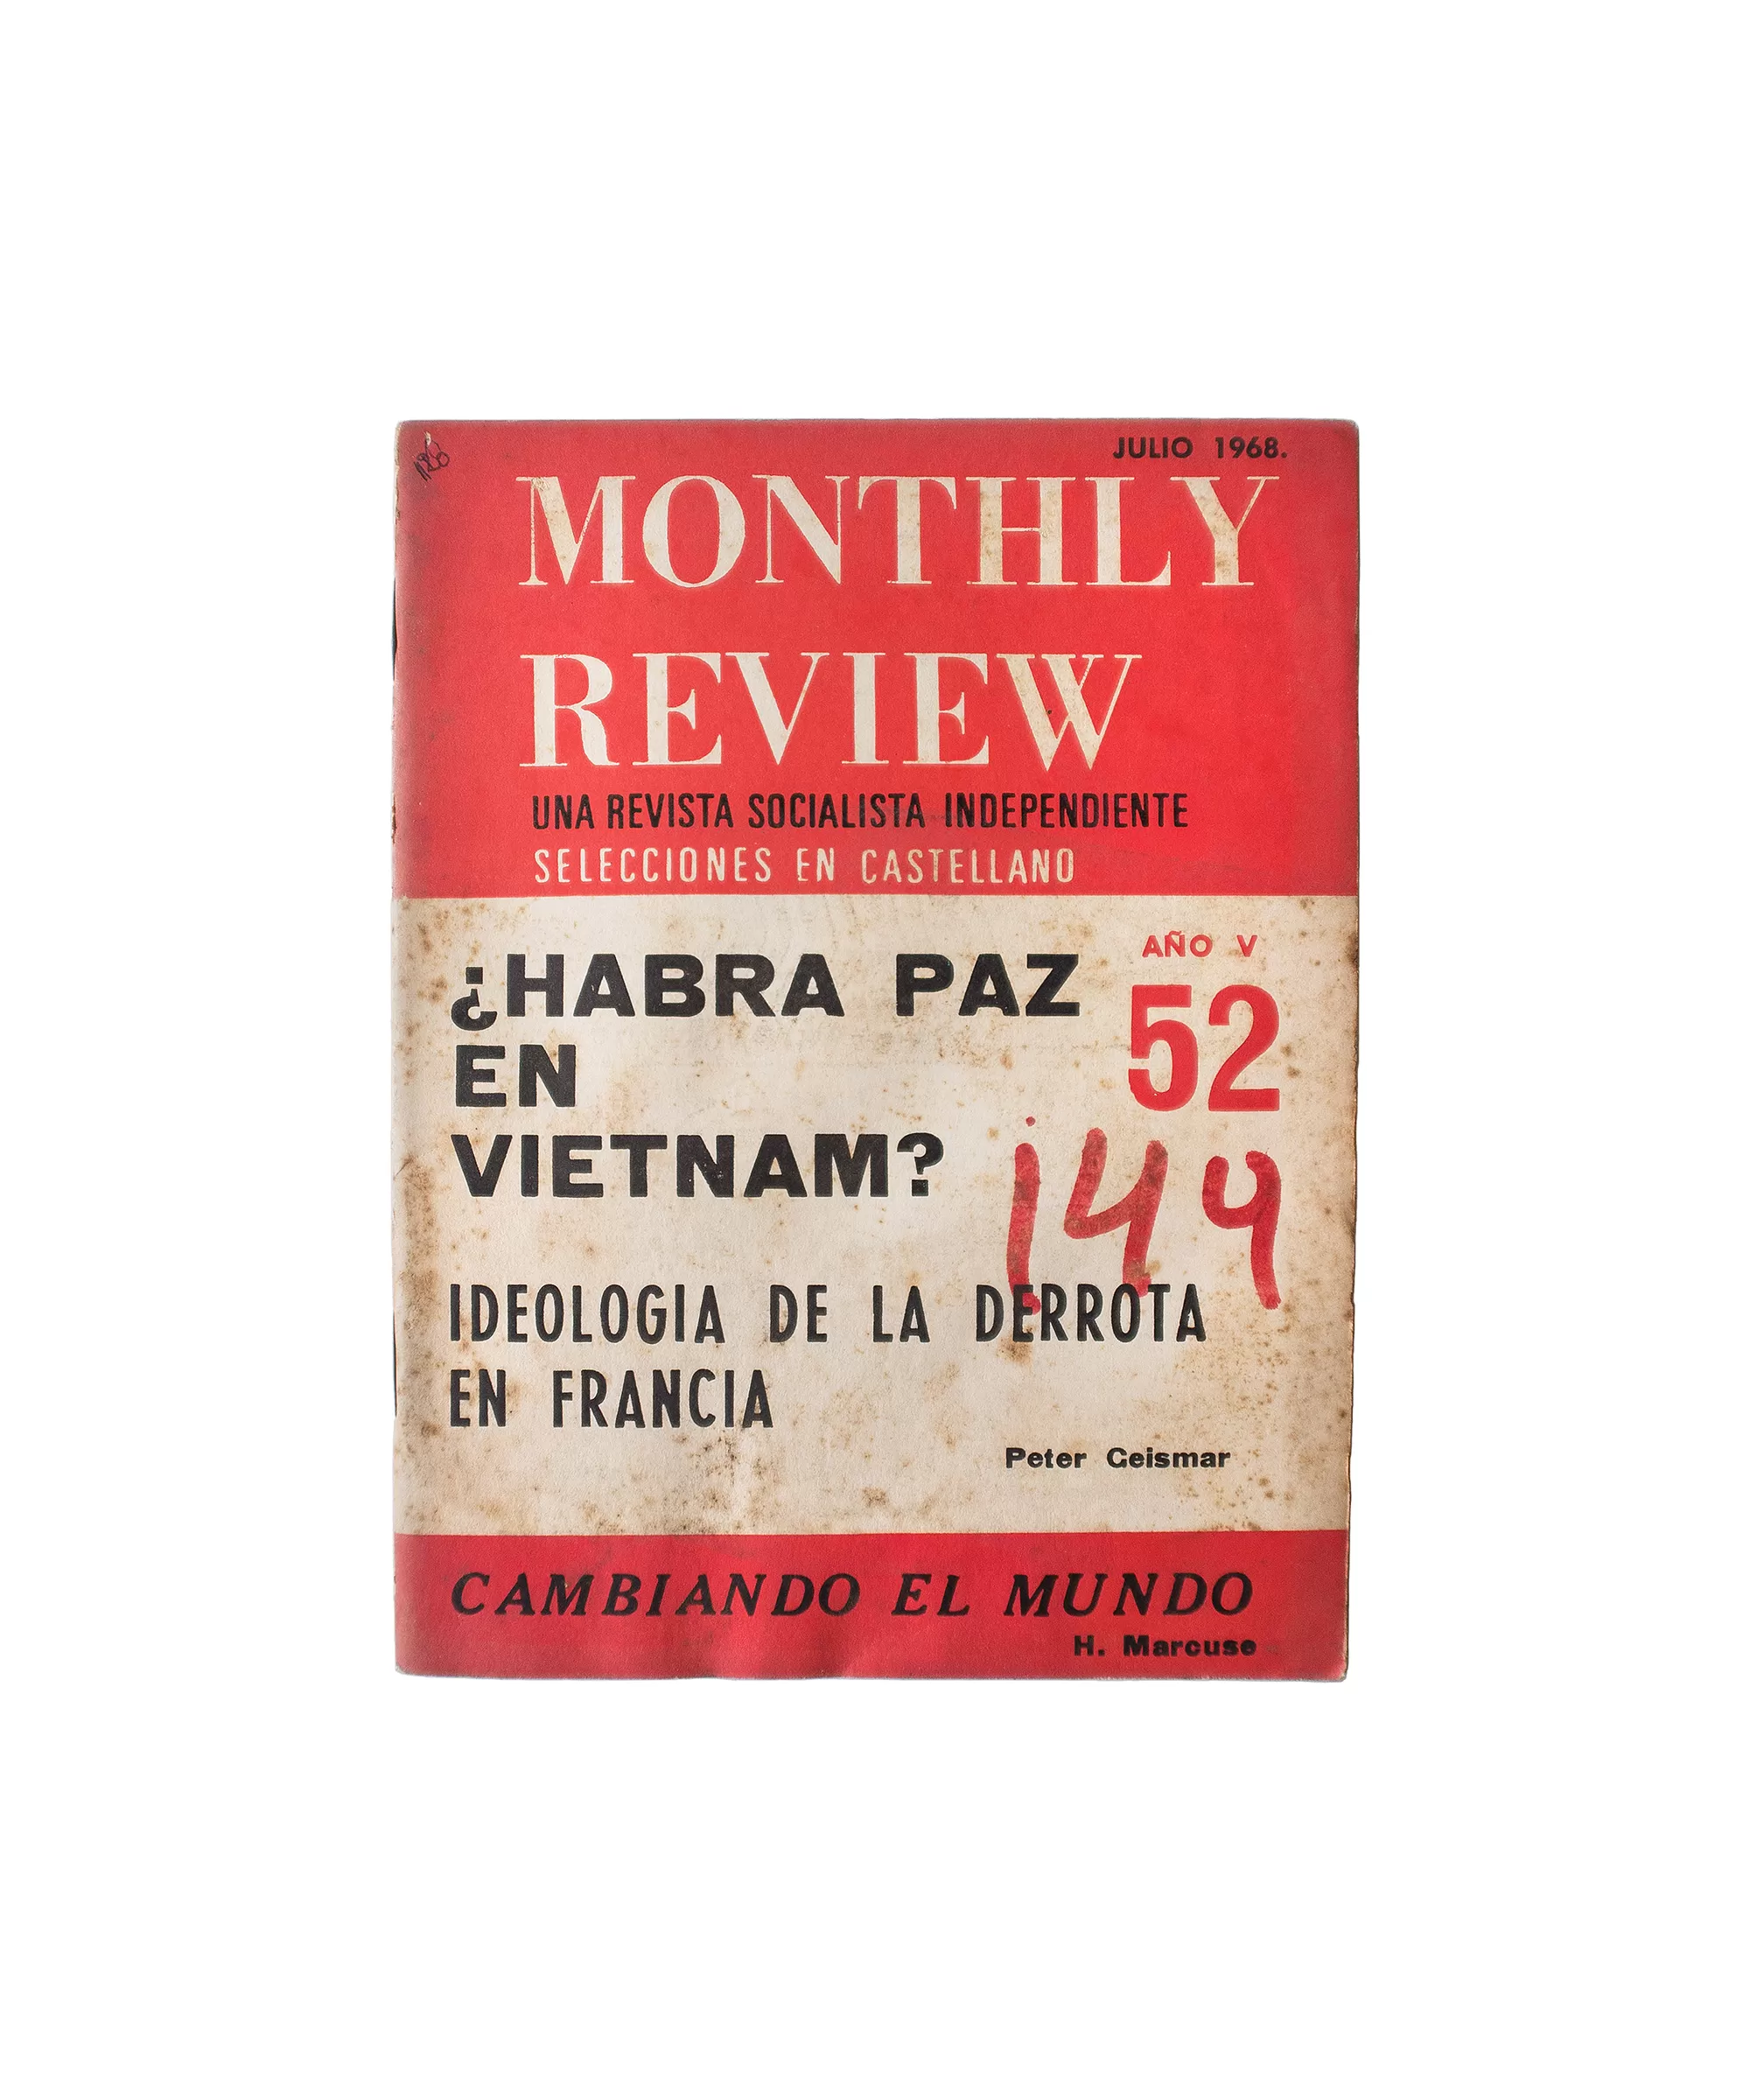 JULIO 1968.
MONTHLY
REVIEW
UNA REVISTA SOCIALISTA INDEPENDIENTE
SELECCIONES EN CASTELLANO
AÑO V
52
¿HABRA PAZ
EN
VIETNAM?
149
IDEOLOGIA DE LA DERROTA
EN FRANCIA
Peter Geismar
CAMBIANDO EL MUNDO
H. Marcuse